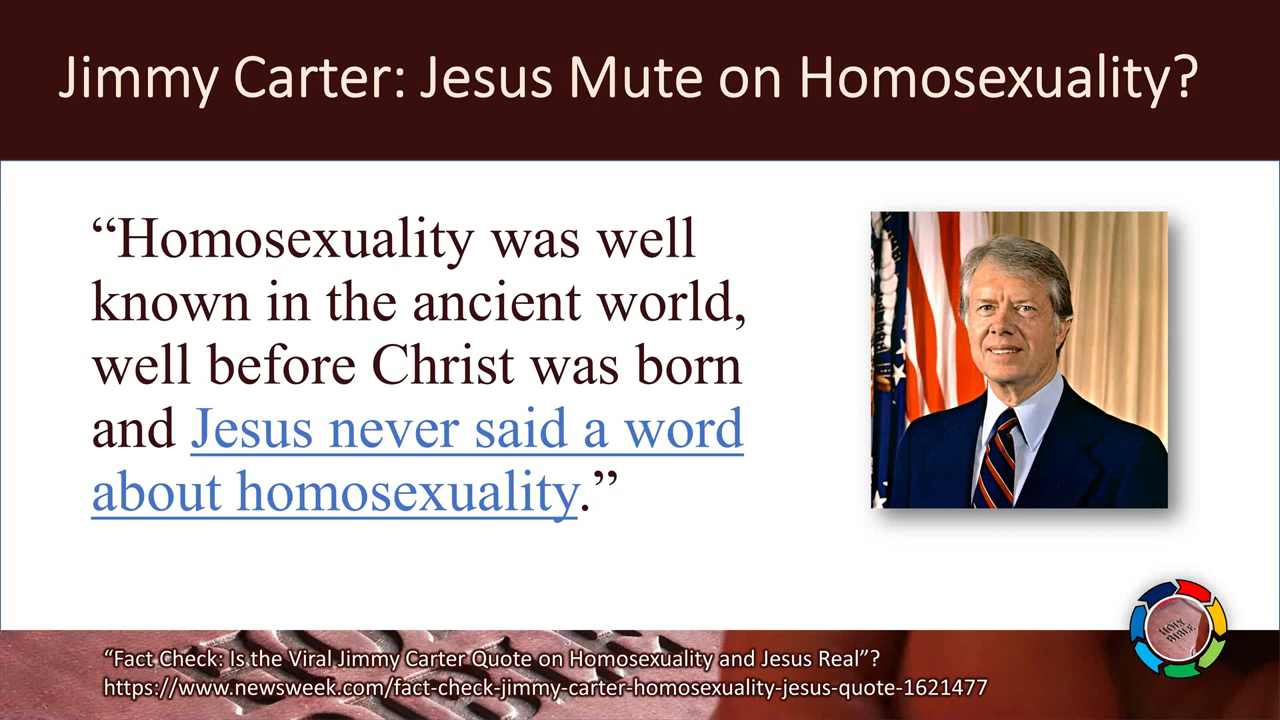 Jimmy Carter: Jesus Mute on Homosexuality?
“Homosexuality was well
known in the ancient world,
well before Christ was born
and Jesus never said a word
about homosexuality.”
HOLY
BIBLE
“Fact Check: Is the Viral Jimmy Carter Quote on Homosexuality and Jesus Real”?
https://www.newsweek.com/fact-check-jimmy-carter-homosexuality-jesus-quote-1621477